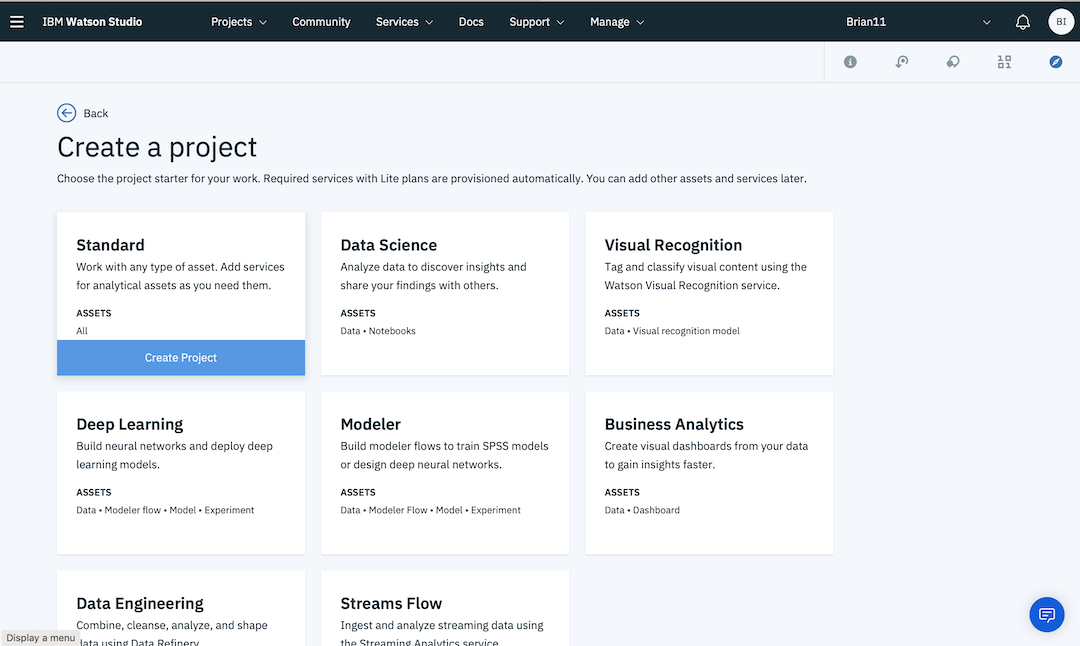 IBM Watson Studio Projects Community Services Docs Support Manage Brian11 BI
Back
Create a project
Choose the project starter for your work. Required services with Lite plans are provisioned automatically. You can add other assets and services later.
Standard
Work with any type of asset. Add services
for analytical assets as you need them.
ASSETS
All
Create Project
Data Science
Analyze data to discover insights and
share your findings with others.
ASSETS
Data • Notebooks
Visual Recognition
Tag and classify visual content using the
Watson Visual Recognition service.
ASSETS
Data • Visual recognition model
Deep Learning
Build neural networks and deploy deep
learning models.
ASSETS
Data • Modeler flow • Model • Experiment
Modeler
Build modeler flows to train SPSS models
or design deep neural networks.
ASSETS
Data • Modeler Flow • Model • Experiment
Business Analytics
Create visual dashboards from your data
to gain insights faster.
ASSETS
Data • Dashboard
Data Engineering
Combine, cleanse, analyze, and shape
data using Data Refinery
Streams Flow
Ingest and analyze streaming data using
the Streaming Analytics service
Display a menu